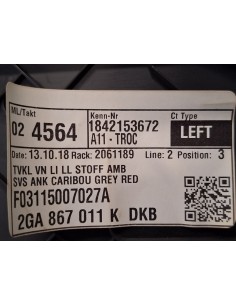 MIL/Takt
02 4564
Kenn-Nr
1842153672
A11 - TROC
Ct Type
LEFT
Date: 13.10.18 Rack: 2061189 Line: 2 Position: 3
TVKL VN LI LL STOFF AMB
SVS ANK CARIBOU GREY RED
F03115007027A
2GA 867 011 K DKB